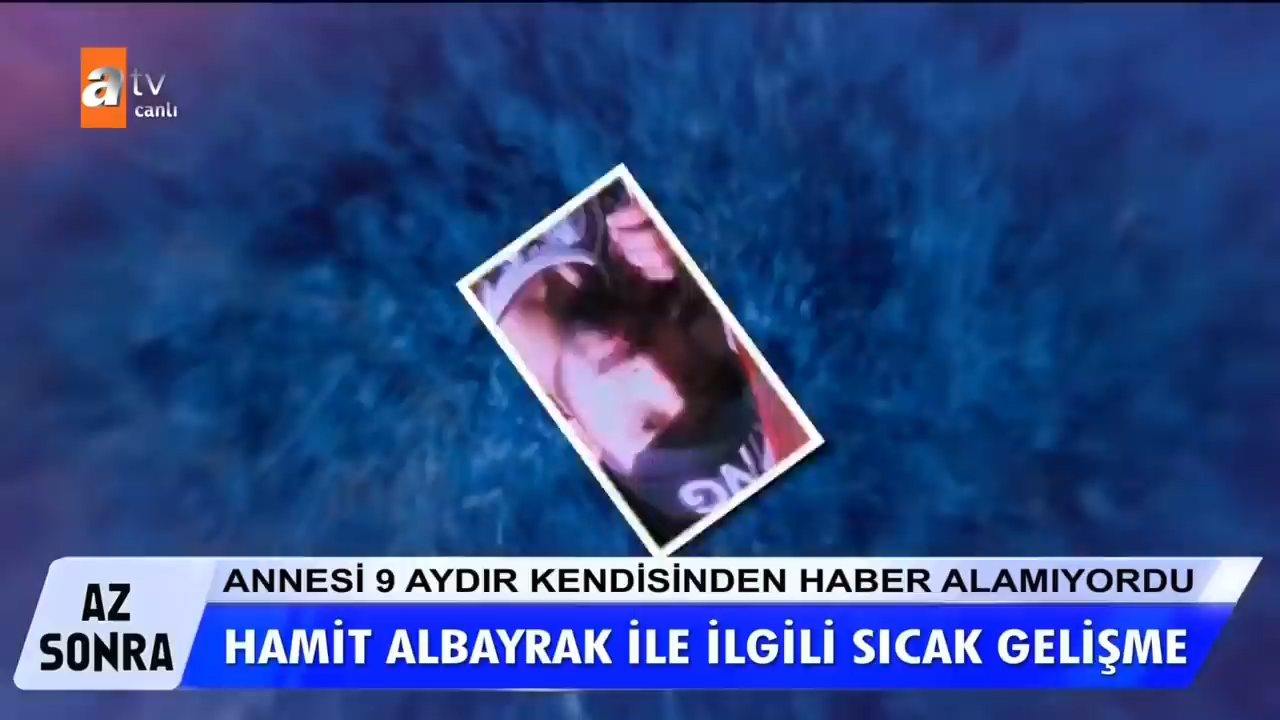 atv
canlı
NG
ANNESİ 9 AYDIR KENDİSİNDEN HABER ALAMIYORDU
AZ
SONRA
HAMİT ALBAYRAK İLE İLGİLİ SICAK GELİŞME